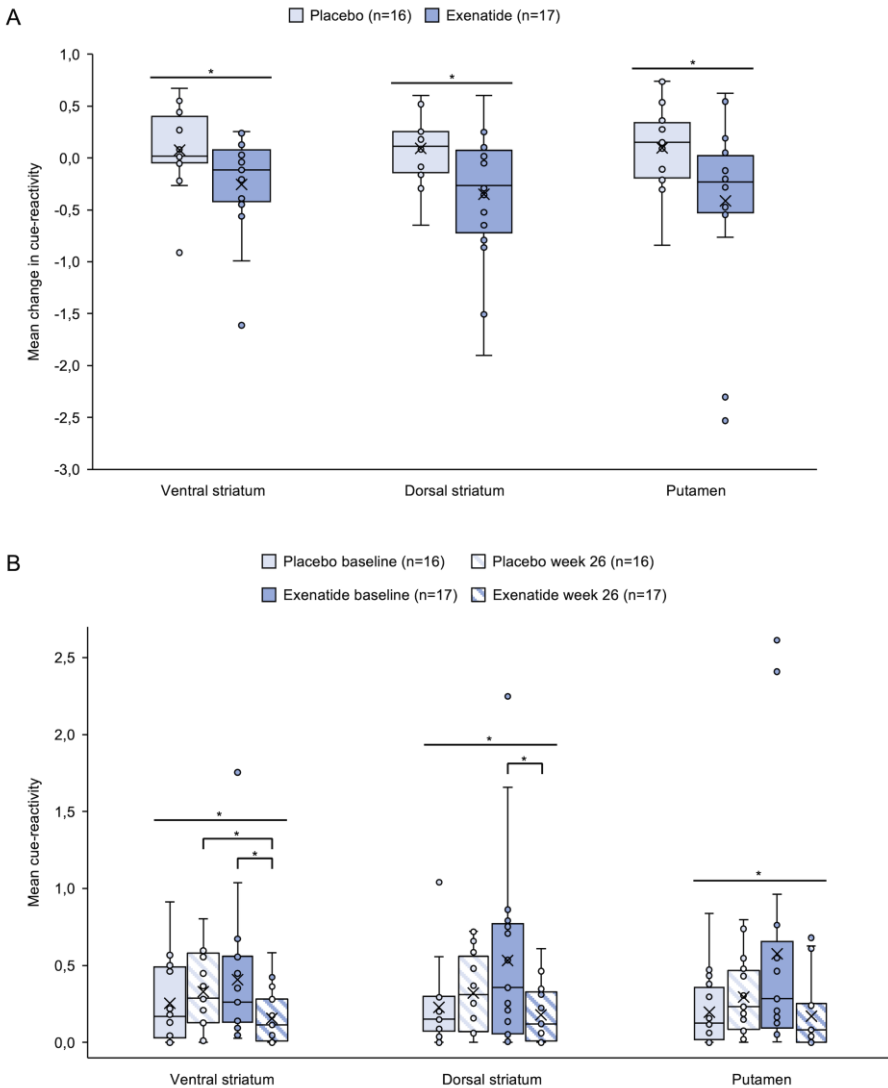 A
Placebo (n=16) Exenatide (n=17)
Mean change in cue-reactivity
1,0
0,5
0,0
-0,5
-1,0
-1,5
-2,0
-2,5
-3,0
*
*
*
Ventral striatum Dorsal striatum Putamen
B
Placebo baseline (n=16) Placebo week 26 (n=16)
Exenatide baseline (n=17) Exenatide week 26 (n=17)
Mean cue-reactivity
2,5
2,0
1,5
1,0
0,5
0,0
*
*
*
*
*
*
Ventral striatum Dorsal striatum Putamen